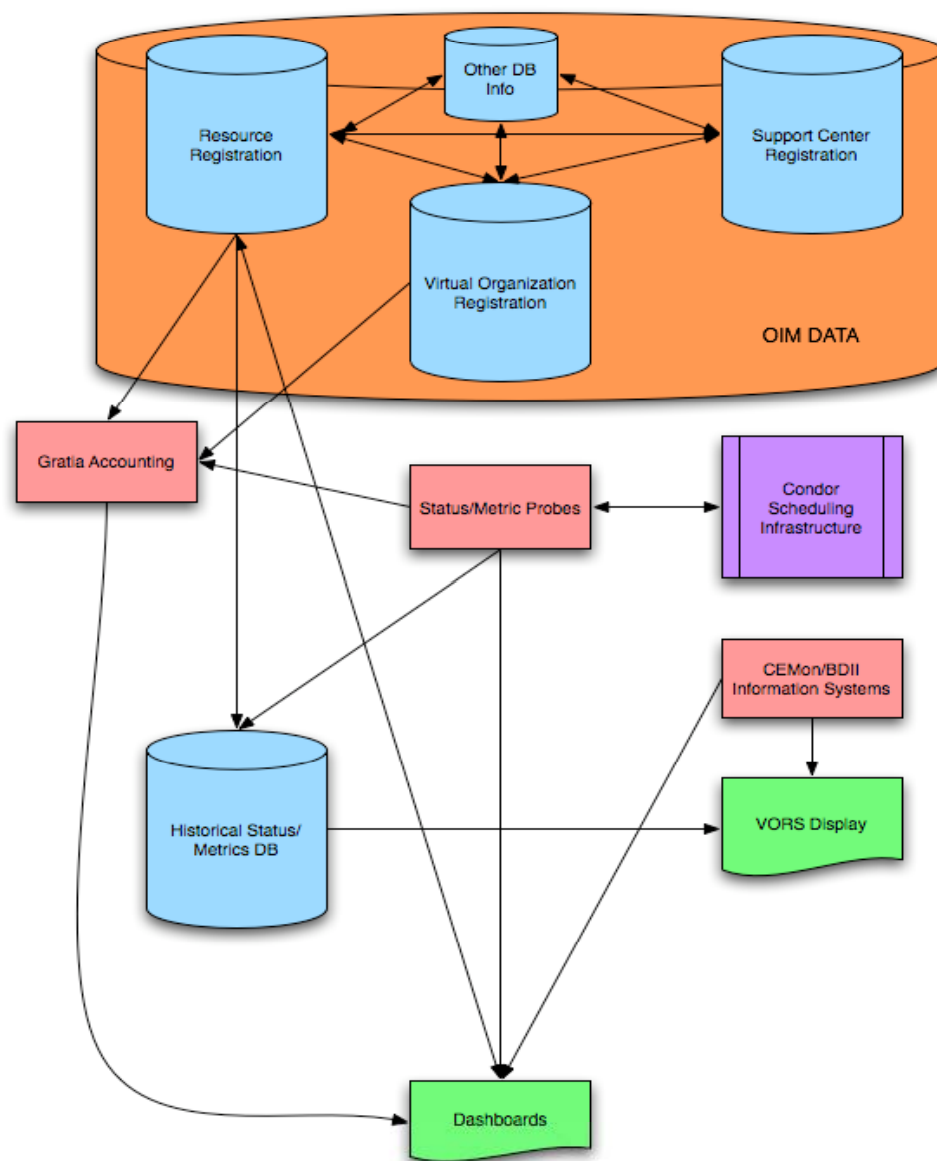 Other DB
Info
Resource
Registration
Support Center
Registration
Virtual Organization
Registration
OIM DATA
Gratia Accounting
Status/Metric Probes
Condor
Scheduling
Infrastructure
CEMon/BDII
Information Systems
Historical Status/
Metrics DB
VORS Display
Dashboards